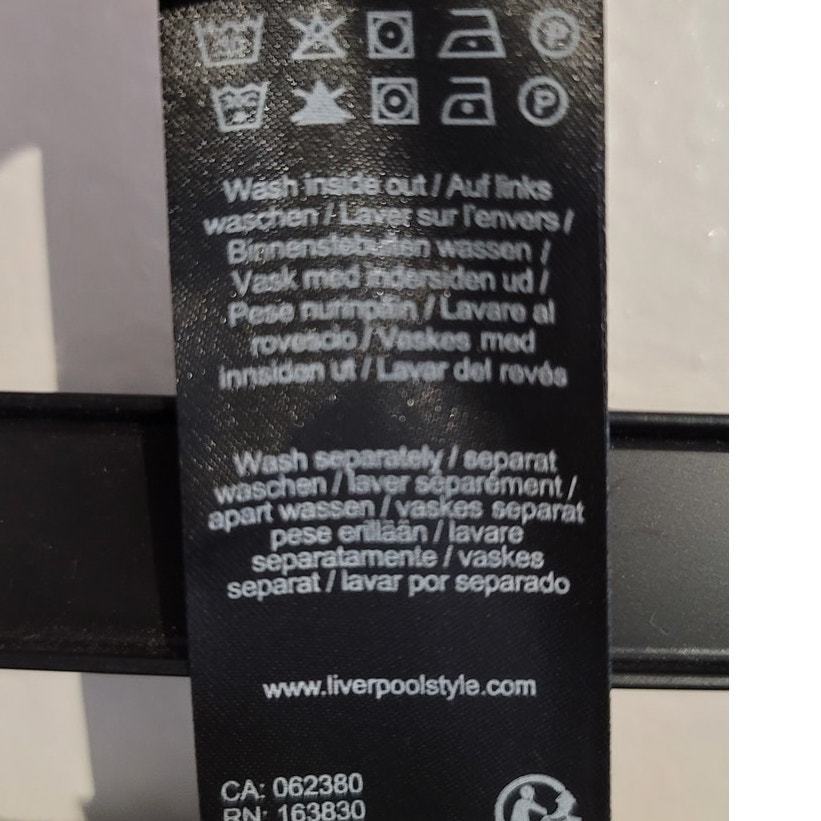 Wash inside out / Auf links
waschen / Laver sur l'envers /
Binnenstebuiten wassen /
Vask med indersiden ud /
Pese nurinpäin / Lavare al
rovescio / Vaskes med
innsiden ut / Lavar del revés
Wash separately / separat
waschen / laver séparément /
apart wassen / vaskes separat
pese erillään / lavare
separatamente / vaskes
separat / lavar por separado
www.liverpoolstyle.com
CA: 062380
RN: 163830